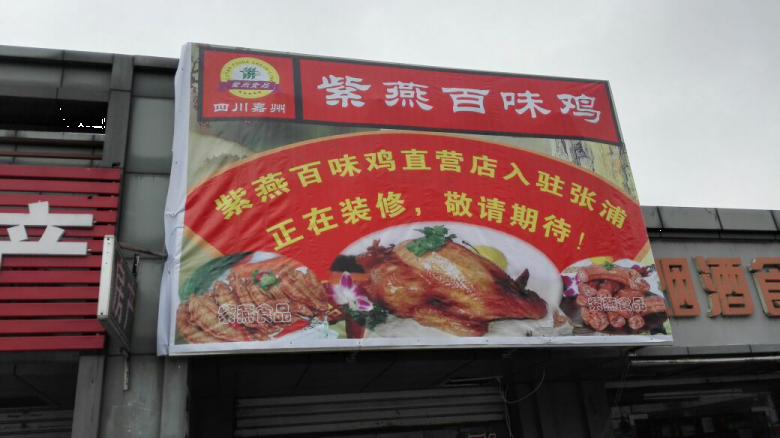 四川嘉州
紫燕百味鸡
紫燕百味鸡直营店入驻张浦
正在装修，敬请期待！
紫燕食品
紫燕食品
烟酒食